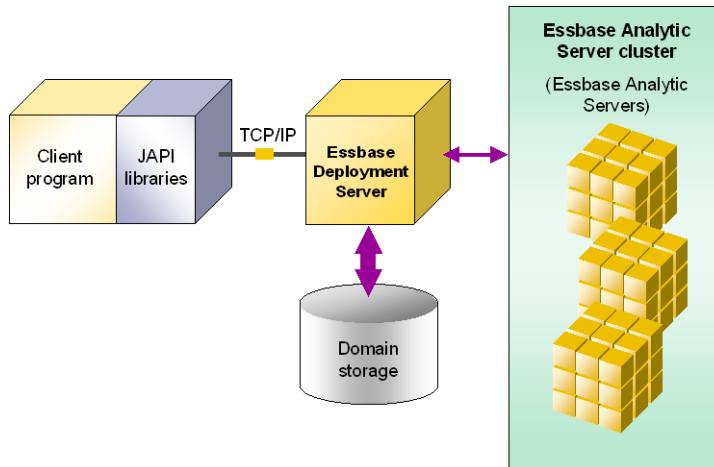 Essbase Analytic
Server cluster
(Essbase Analytic
Servers)
Client
program
JAPI
libraries
TCP/IP
Essbase
Deployment
Server
Domain
storage